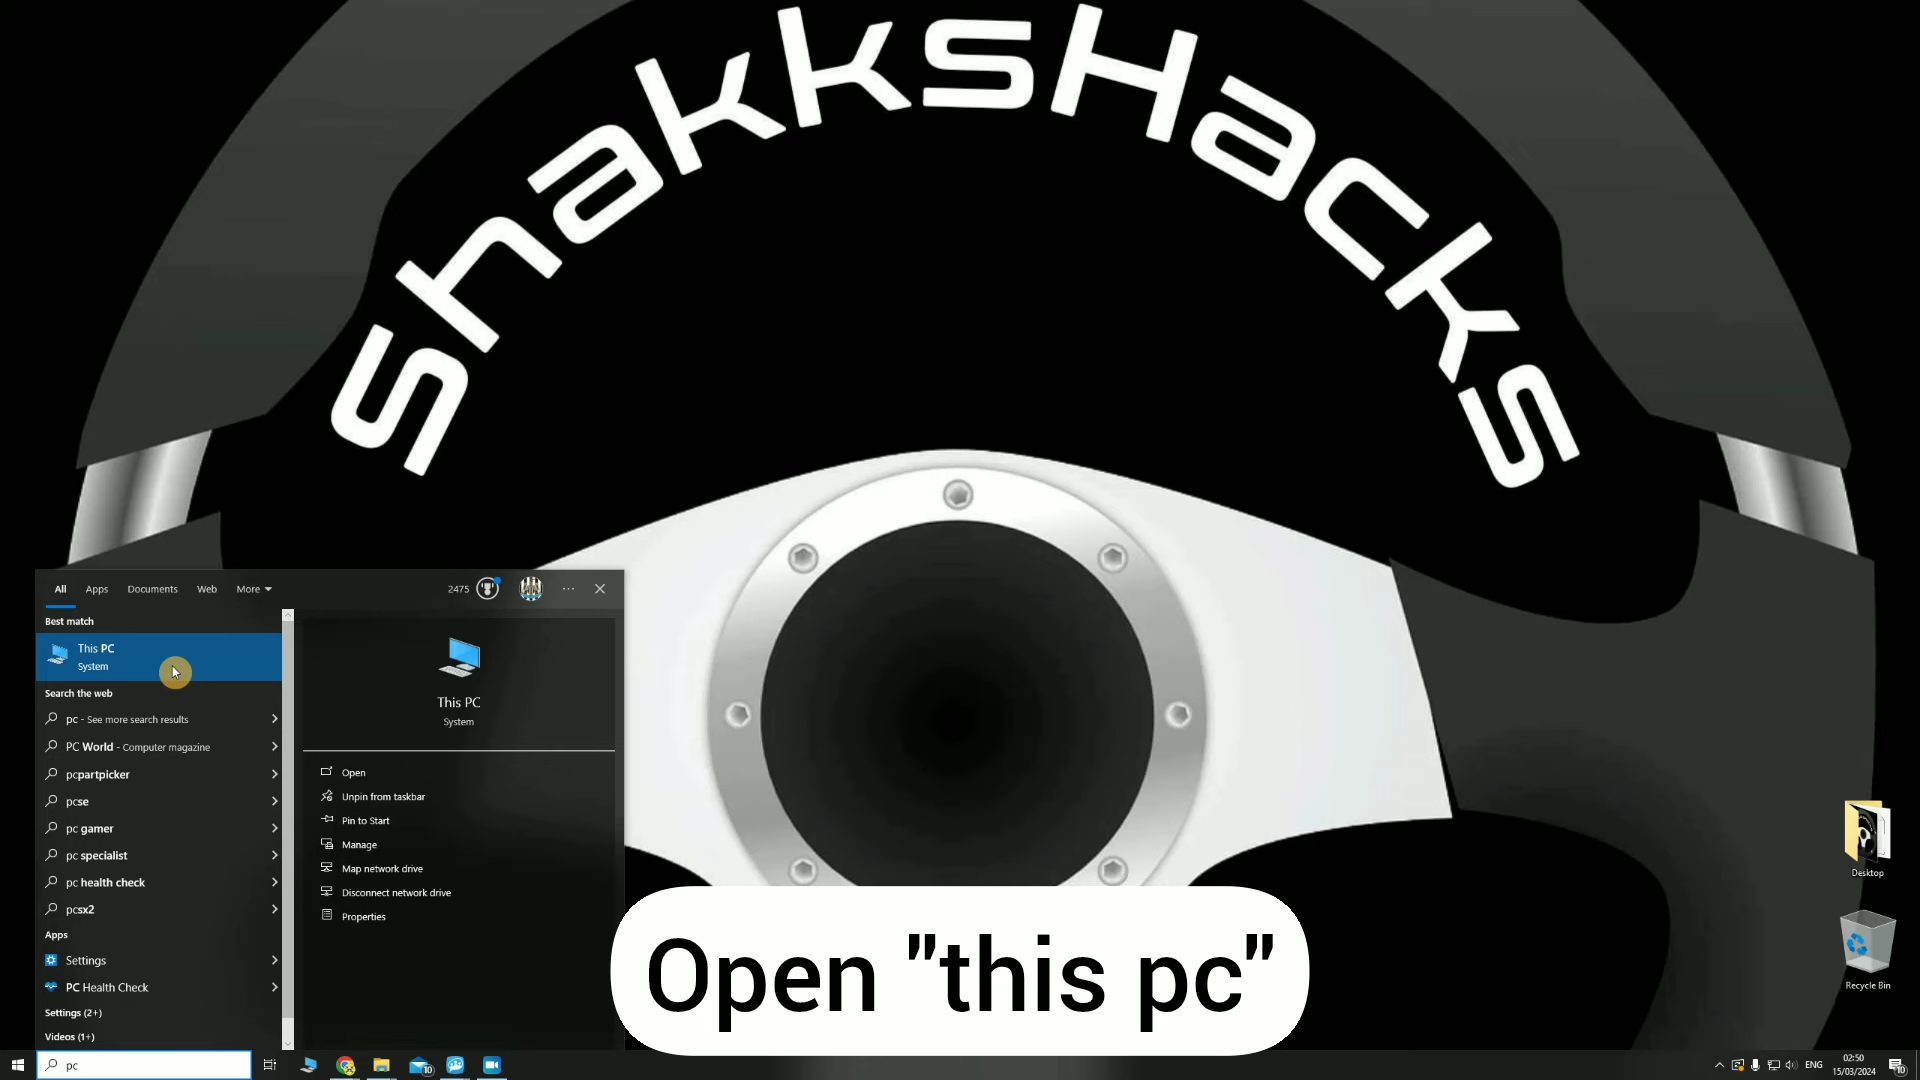 ShakksHacks
All Apps Documents Web More 2475
Best match
This PC
System
Search the web
pc - See more search results
PC World - Computer magazine
pcpartpicker
pcse
pc gamer
pc specialist
pc health check
pcsx2
Apps
Settings
PC Health Check
Settings (2+)
Videos (1+)
pc
This PC
System
Open
Unpin from taskbar
Pin to Start
Manage
Map network drive
Disconnect network drive
Properties
Open "this pc"
Desktop
Recycle Bin
10
ENG
02:50
15/03/2024
10